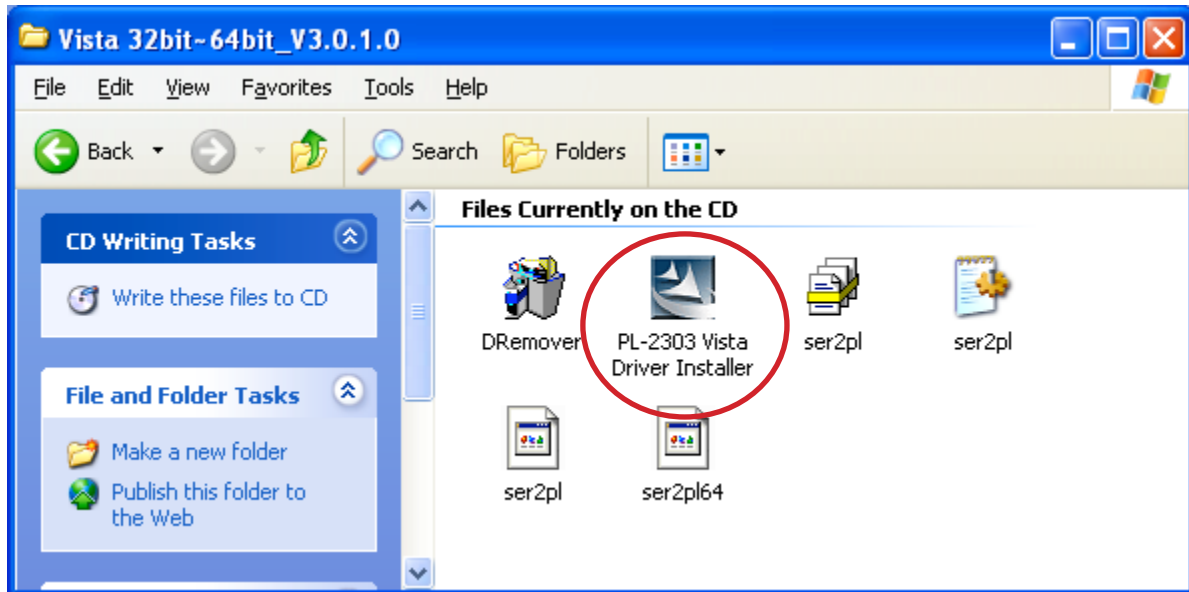 Vista 32bit~64bit_V3.0.1.0
File Edit View Favorites Tools Help
Back Search Folders
CD Writing Tasks
Write these files to CD
File and Folder Tasks
Make a new folder
Publish this folder to
the Web
Files Currently on the CD
DRemover
PL-2303 Vista
Driver Installer
ser2pl
ser2pl
ser2pl
ser2pl64